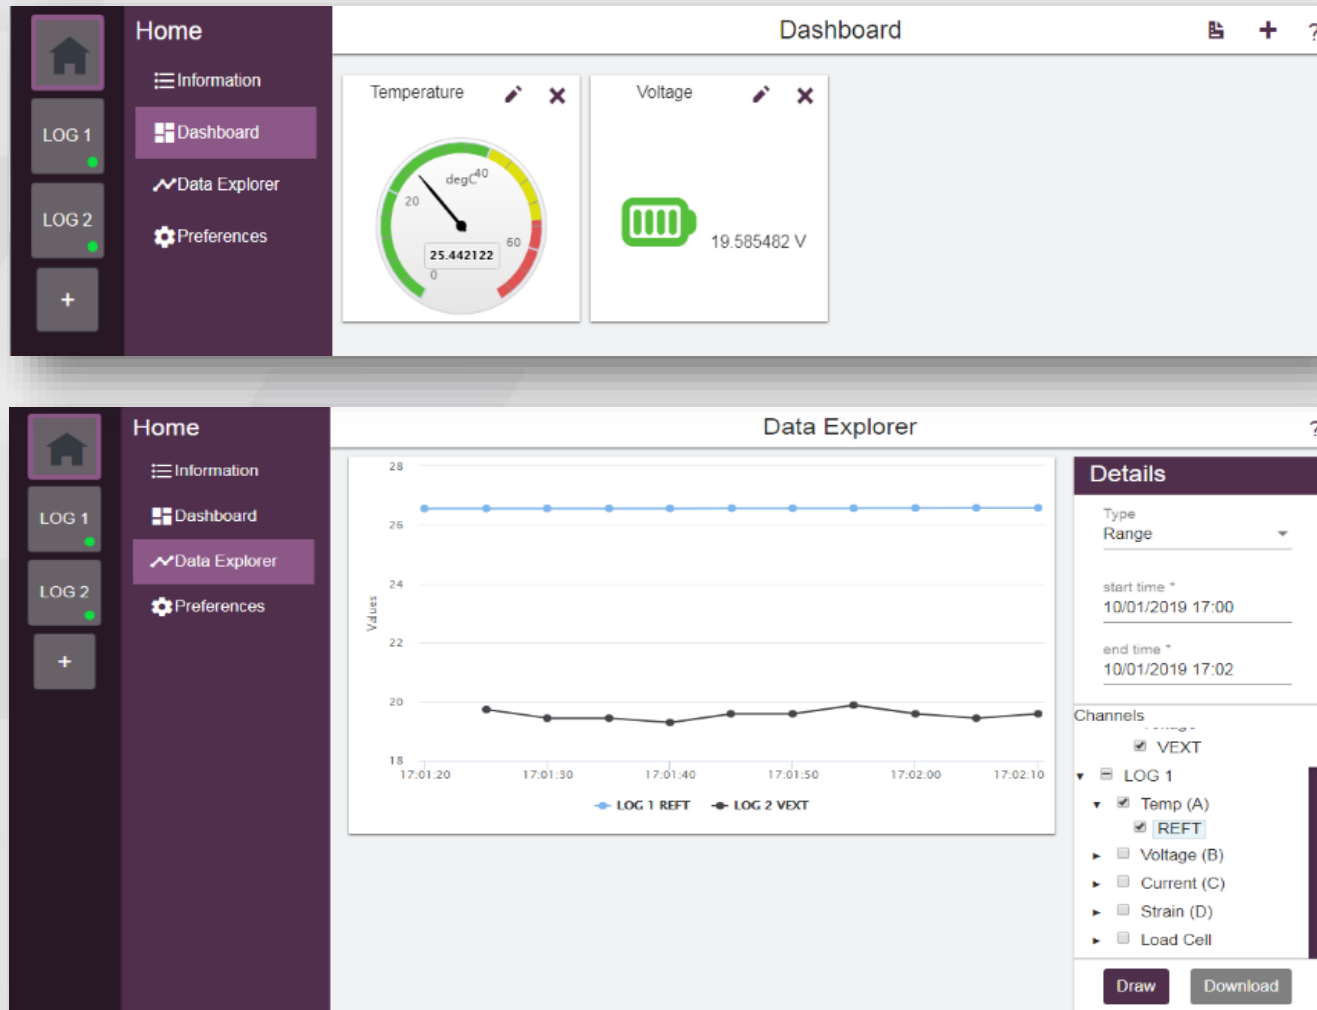 Home
Dashboard
?
Information
Temperature
Voltage
LOG 1
Dashboard
degC
40
Data Explorer
20
LOG 2
Preferences
60
19.585482 V
25.442122
0
+
Home
Data Explorer
?
28
Details
Information
Type
LOG 1
Dashboard
26
Range
Data Explorer
24
start time *
LOG 2
Preferences
10/01/2019 17:00
Values
22
end time *
+
10/01/2019 17:02
20
Channels
VEXT
18
17:01:20
17:01:30
17:01:40
17:01:50
17:02:00
17:02:10
LOG 1
LOG 1 REFT
LOG 2 VEXT
Temp (A)
REFT
Voltage (B)
Current (C)
Strain (D)
Load Cell
Draw
Download